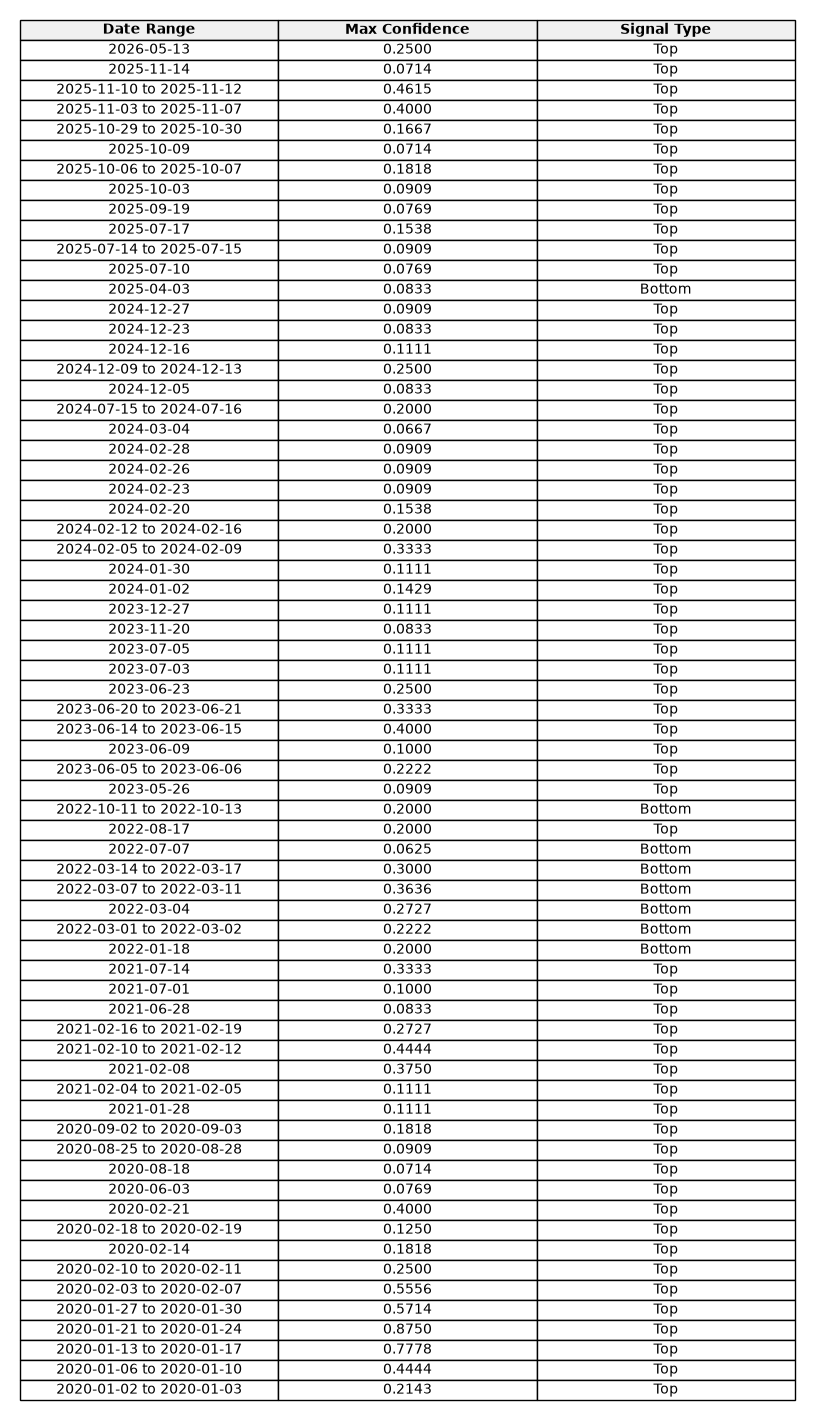 Date Range Max Confidence Signal Type
2026-05-13 0.2500 Top
2025-11-14 0.0714 Top
2025-11-10 to 2025-11-12 0.4615 Top
2025-11-03 to 2025-11-07 0.4000 Top
2025-10-29 to 2025-10-30 0.1667 Top
2025-10-09 0.0714 Top
2025-10-06 to 2025-10-07 0.1818 Top
2025-10-03 0.0909 Top
2025-09-19 0.0769 Top
2025-07-17 0.1538 Top
2025-07-14 to 2025-07-15 0.0909 Top
2025-07-10 0.0769 Top
2025-04-03 0.0833 Bottom
2024-12-27 0.0909 Top
2024-12-23 0.0833 Top
2024-12-16 0.1111 Top
2024-12-09 to 2024-12-13 0.2500 Top
2024-12-05 0.0833 Top
2024-07-15 to 2024-07-16 0.2000 Top
2024-03-04 0.0667 Top
2024-02-28 0.0909 Top
2024-02-26 0.0909 Top
2024-02-23 0.0909 Top
2024-02-20 0.1538 Top
2024-02-12 to 2024-02-16 0.2000 Top
2024-02-05 to 2024-02-09 0.3333 Top
2024-01-30 0.1111 Top
2024-01-02 0.1429 Top
2023-12-27 0.1111 Top
2023-11-20 0.0833 Top
2023-07-05 0.1111 Top
2023-07-03 0.1111 Top
2023-06-23 0.2500 Top
2023-06-20 to 2023-06-21 0.3333 Top
2023-06-14 to 2023-06-15 0.4000 Top
2023-06-09 0.1000 Top
2023-06-05 to 2023-06-06 0.2222 Top
2023-05-26 0.0909 Top
2022-10-11 to 2022-10-13 0.2000 Bottom
2022-08-17 0.2000 Top
2022-07-07 0.0625 Bottom
2022-03-14 to 2022-03-17 0.3000 Bottom
2022-03-07 to 2022-03-11 0.3636 Bottom
2022-03-04 0.2727 Bottom
2022-03-01 to 2022-03-02 0.2222 Bottom
2022-01-18 0.2000 Bottom
2021-07-14 0.3333 Top
2021-07-01 0.1000 Top
2021-06-28 0.0833 Top
2021-02-16 to 2021-02-19 0.2727 Top
2021-02-10 to 2021-02-12 0.4444 Top
2021-02-08 0.3750 Top
2021-02-04 to 2021-02-05 0.1111 Top
2021-01-28 0.1111 Top
2020-09-02 to 2020-09-03 0.1818 Top
2020-08-25 to 2020-08-28 0.0909 Top
2020-08-18 0.0714 Top
2020-06-03 0.0769 Top
2020-02-21 0.4000 Top
2020-02-18 to 2020-02-19 0.1250 Top
2020-02-14 0.1818 Top
2020-02-10 to 2020-02-11 0.2500 Top
2020-02-03 to 2020-02-07 0.5556 Top
2020-01-27 to 2020-01-30 0.5714 Top
2020-01-21 to 2020-01-24 0.8750 Top
2020-01-13 to 2020-01-17 0.7778 Top
2020-01-06 to 2020-01-10 0.4444 Top
2020-01-02 to 2020-01-03 0.2143 Top